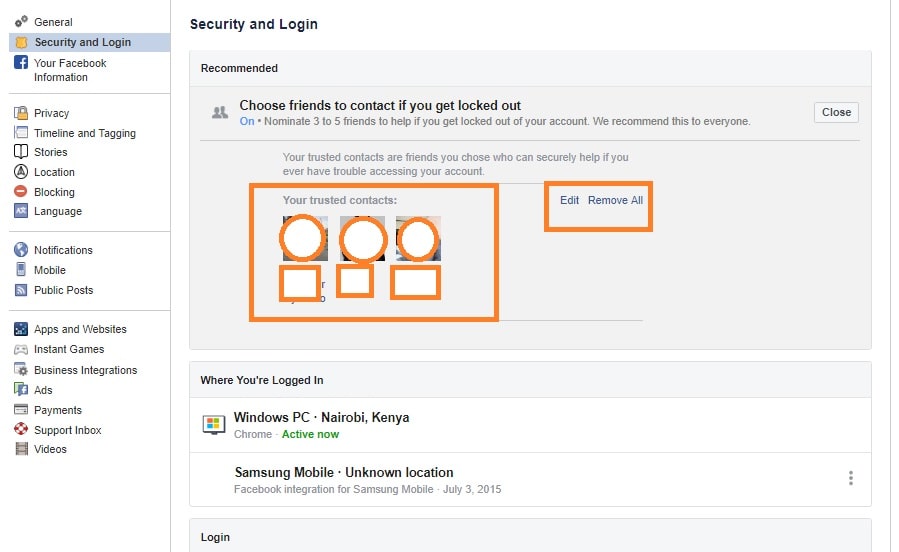 General
Security and Login
Your Facebook
Information
Privacy
Timeline and Tagging
Stories
Location
Blocking
Language
Notifications
Mobile
Public Posts
Apps and Websites
Instant Games
Business Integrations
Ads
Payments
Support Inbox
Videos
Security and Login
Recommended
Choose friends to contact if you get locked out
On • Nominate 3 to 5 friends to help if you get locked out of your account. We recommend this to everyone.
Close
Your trusted contacts are friends you chose who can securely help if you
ever have trouble accessing your account.
Your trusted contacts:
Edit Remove All
Where You're Logged In
Windows PC · Nairobi, Kenya
Chrome · Active now
Samsung Mobile · Unknown location
Facebook integration for Samsung Mobile · July 3, 2015
Login